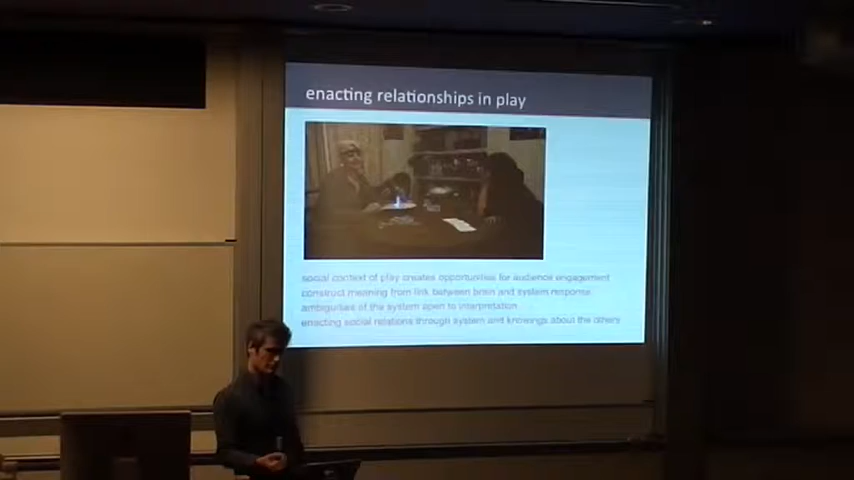 enacting relationships in play
social context of play creates opportunities for audience engagement
construct meaning from link between brain and system response
ambiguities of the system open to interpretation
enacting social relations through system and knowings about the others